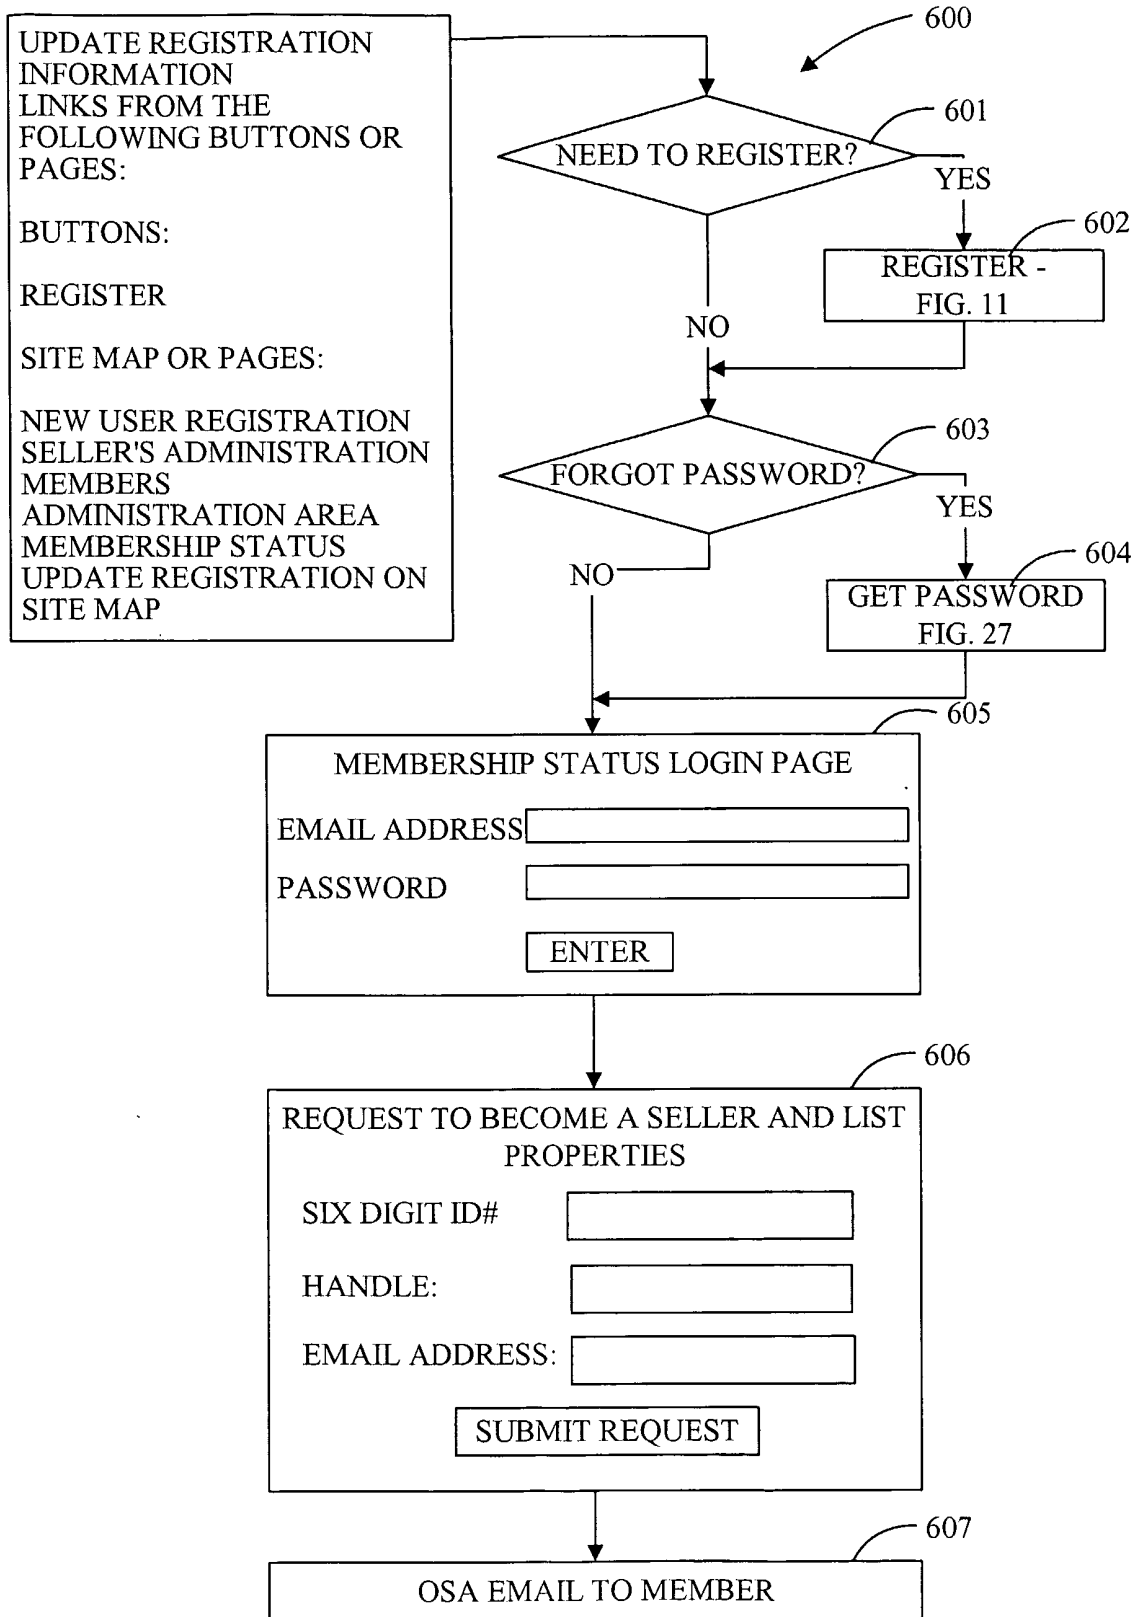 UPDATE REGISTRATION
INFORMATION
LINKS FROM THE
FOLLOWING BUTTONS OR
PAGES:
BUTTONS:
REGISTER
SITE MAP OR PAGES:
NEW USER REGISTRATION
SELLER'S ADMINISTRATION
MEMBERS
ADMINISTRATION AREA
MEMBERSHIP STATUS
UPDATE REGISTRATION ON
SITE MAP
600
601
NEED TO REGISTER?
YES
602
REGISTER -
FIG. 11
NO
603
FORGOT PASSWORD?
YES
NO
604
GET PASSWORD
FIG. 27
605
MEMBERSHIP STATUS LOGIN PAGE
EMAIL ADDRESS
PASSWORD
ENTER
606
REQUEST TO BECOME A SELLER AND LIST
PROPERTIES
SIX DIGIT ID#
HANDLE:
EMAIL ADDRESS:
SUBMIT REQUEST
607
OSA EMAIL TO MEMBER